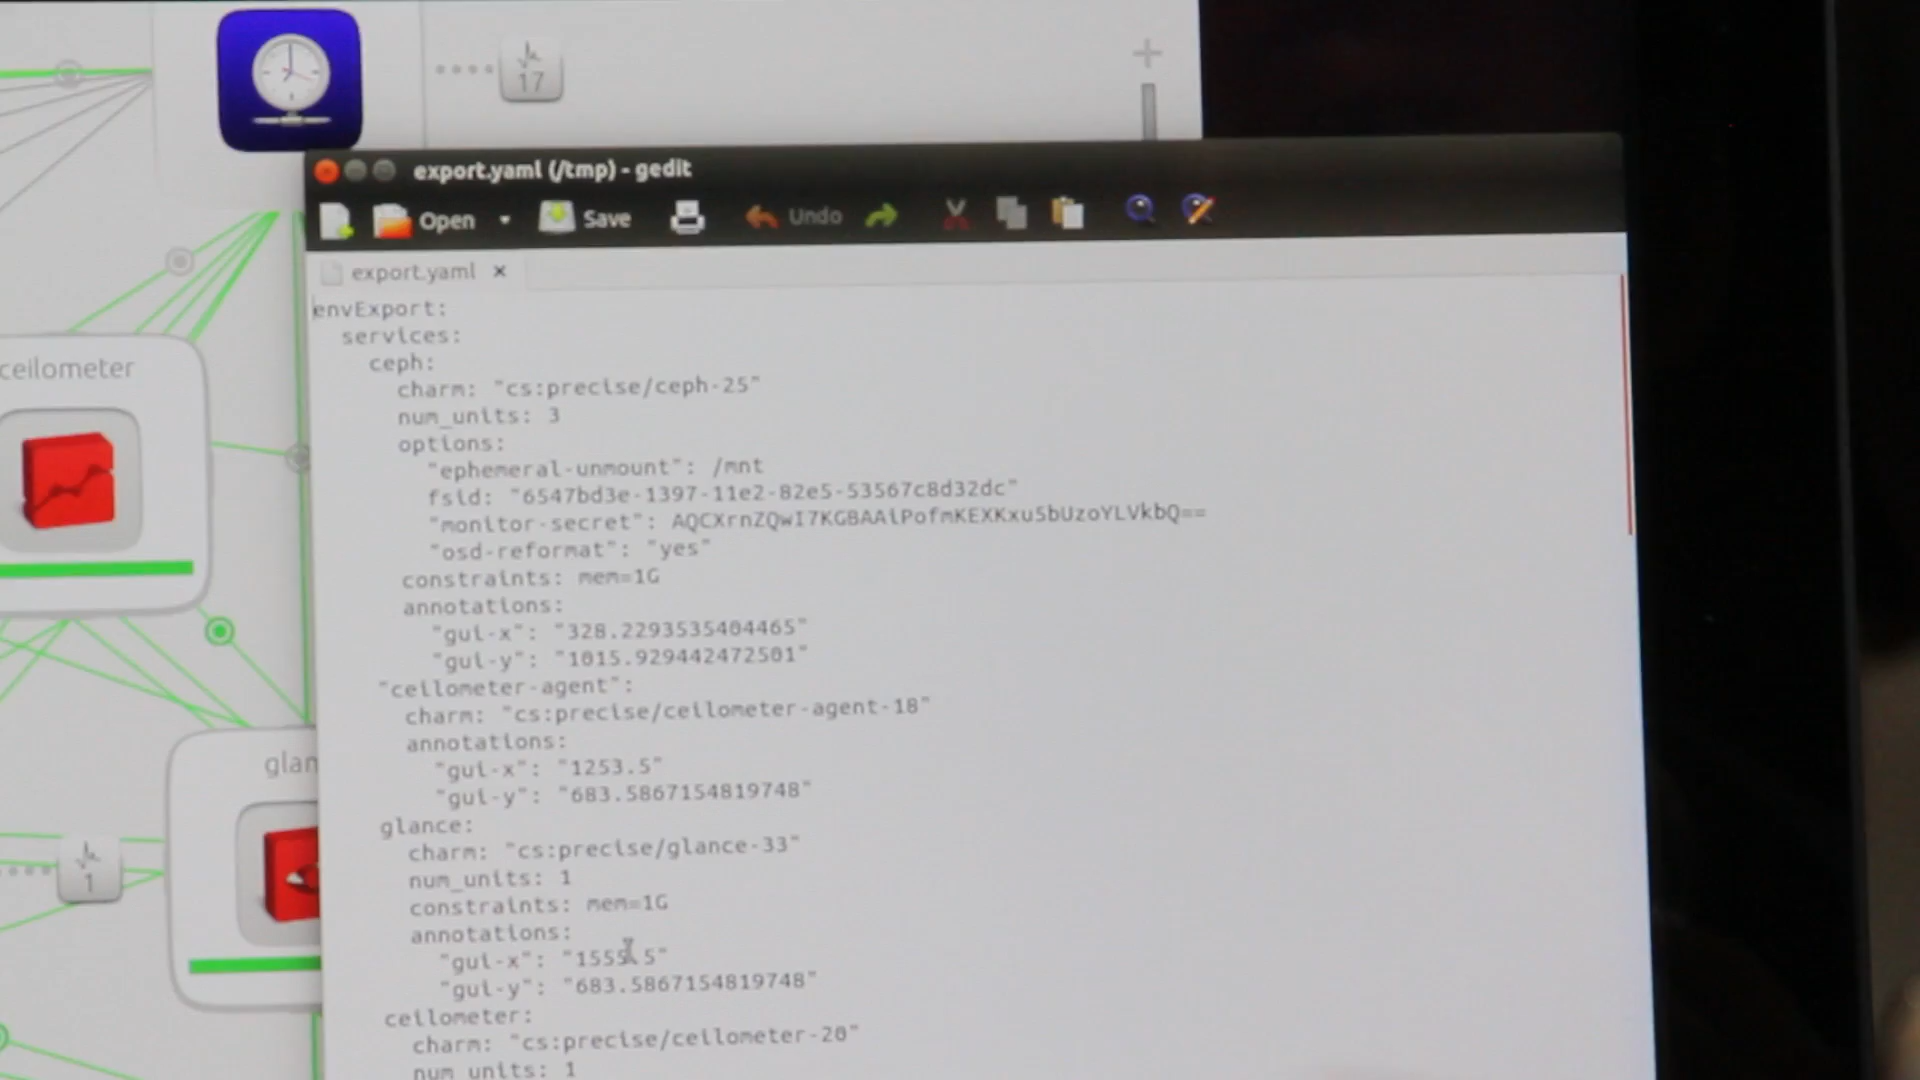 17
export.yaml (/tmp) - gedit
Open Save Undo
export.yaml ×
envExport:
services:
ceph:
charm: "cs:precise/ceph-25"
num_units: 3
options:
"ephemeral-unmount": /mnt
fsid: "6547bd3e-1397-11e2-82e5-53567c8d32dc"
"monitor-secret": AQCXrnZQwI7KGBAAiPofmKEXKxu5bUzoYLVkbQ==
"osd-reformat": "yes"
constraints: mem=1G
annotations:
"gui-x": "328.2293535404465"
"gui-y": "1015.929442472501"
"ceilometer-agent":
charm: "cs:precise/ceilometer-agent-18"
annotations:
"gui-x": "1253.5"
"gui-y": "683.5867154819748"
glance:
charm: "cs:precise/glance-33"
num_units: 1
constraints: mem=1G
annotations:
"gui-x": "1555.5"
"gui-y": "683.5867154819748"
ceilometer:
charm: "cs:precise/ceilometer-20"
num_units: 1
ceilometer
glan
1